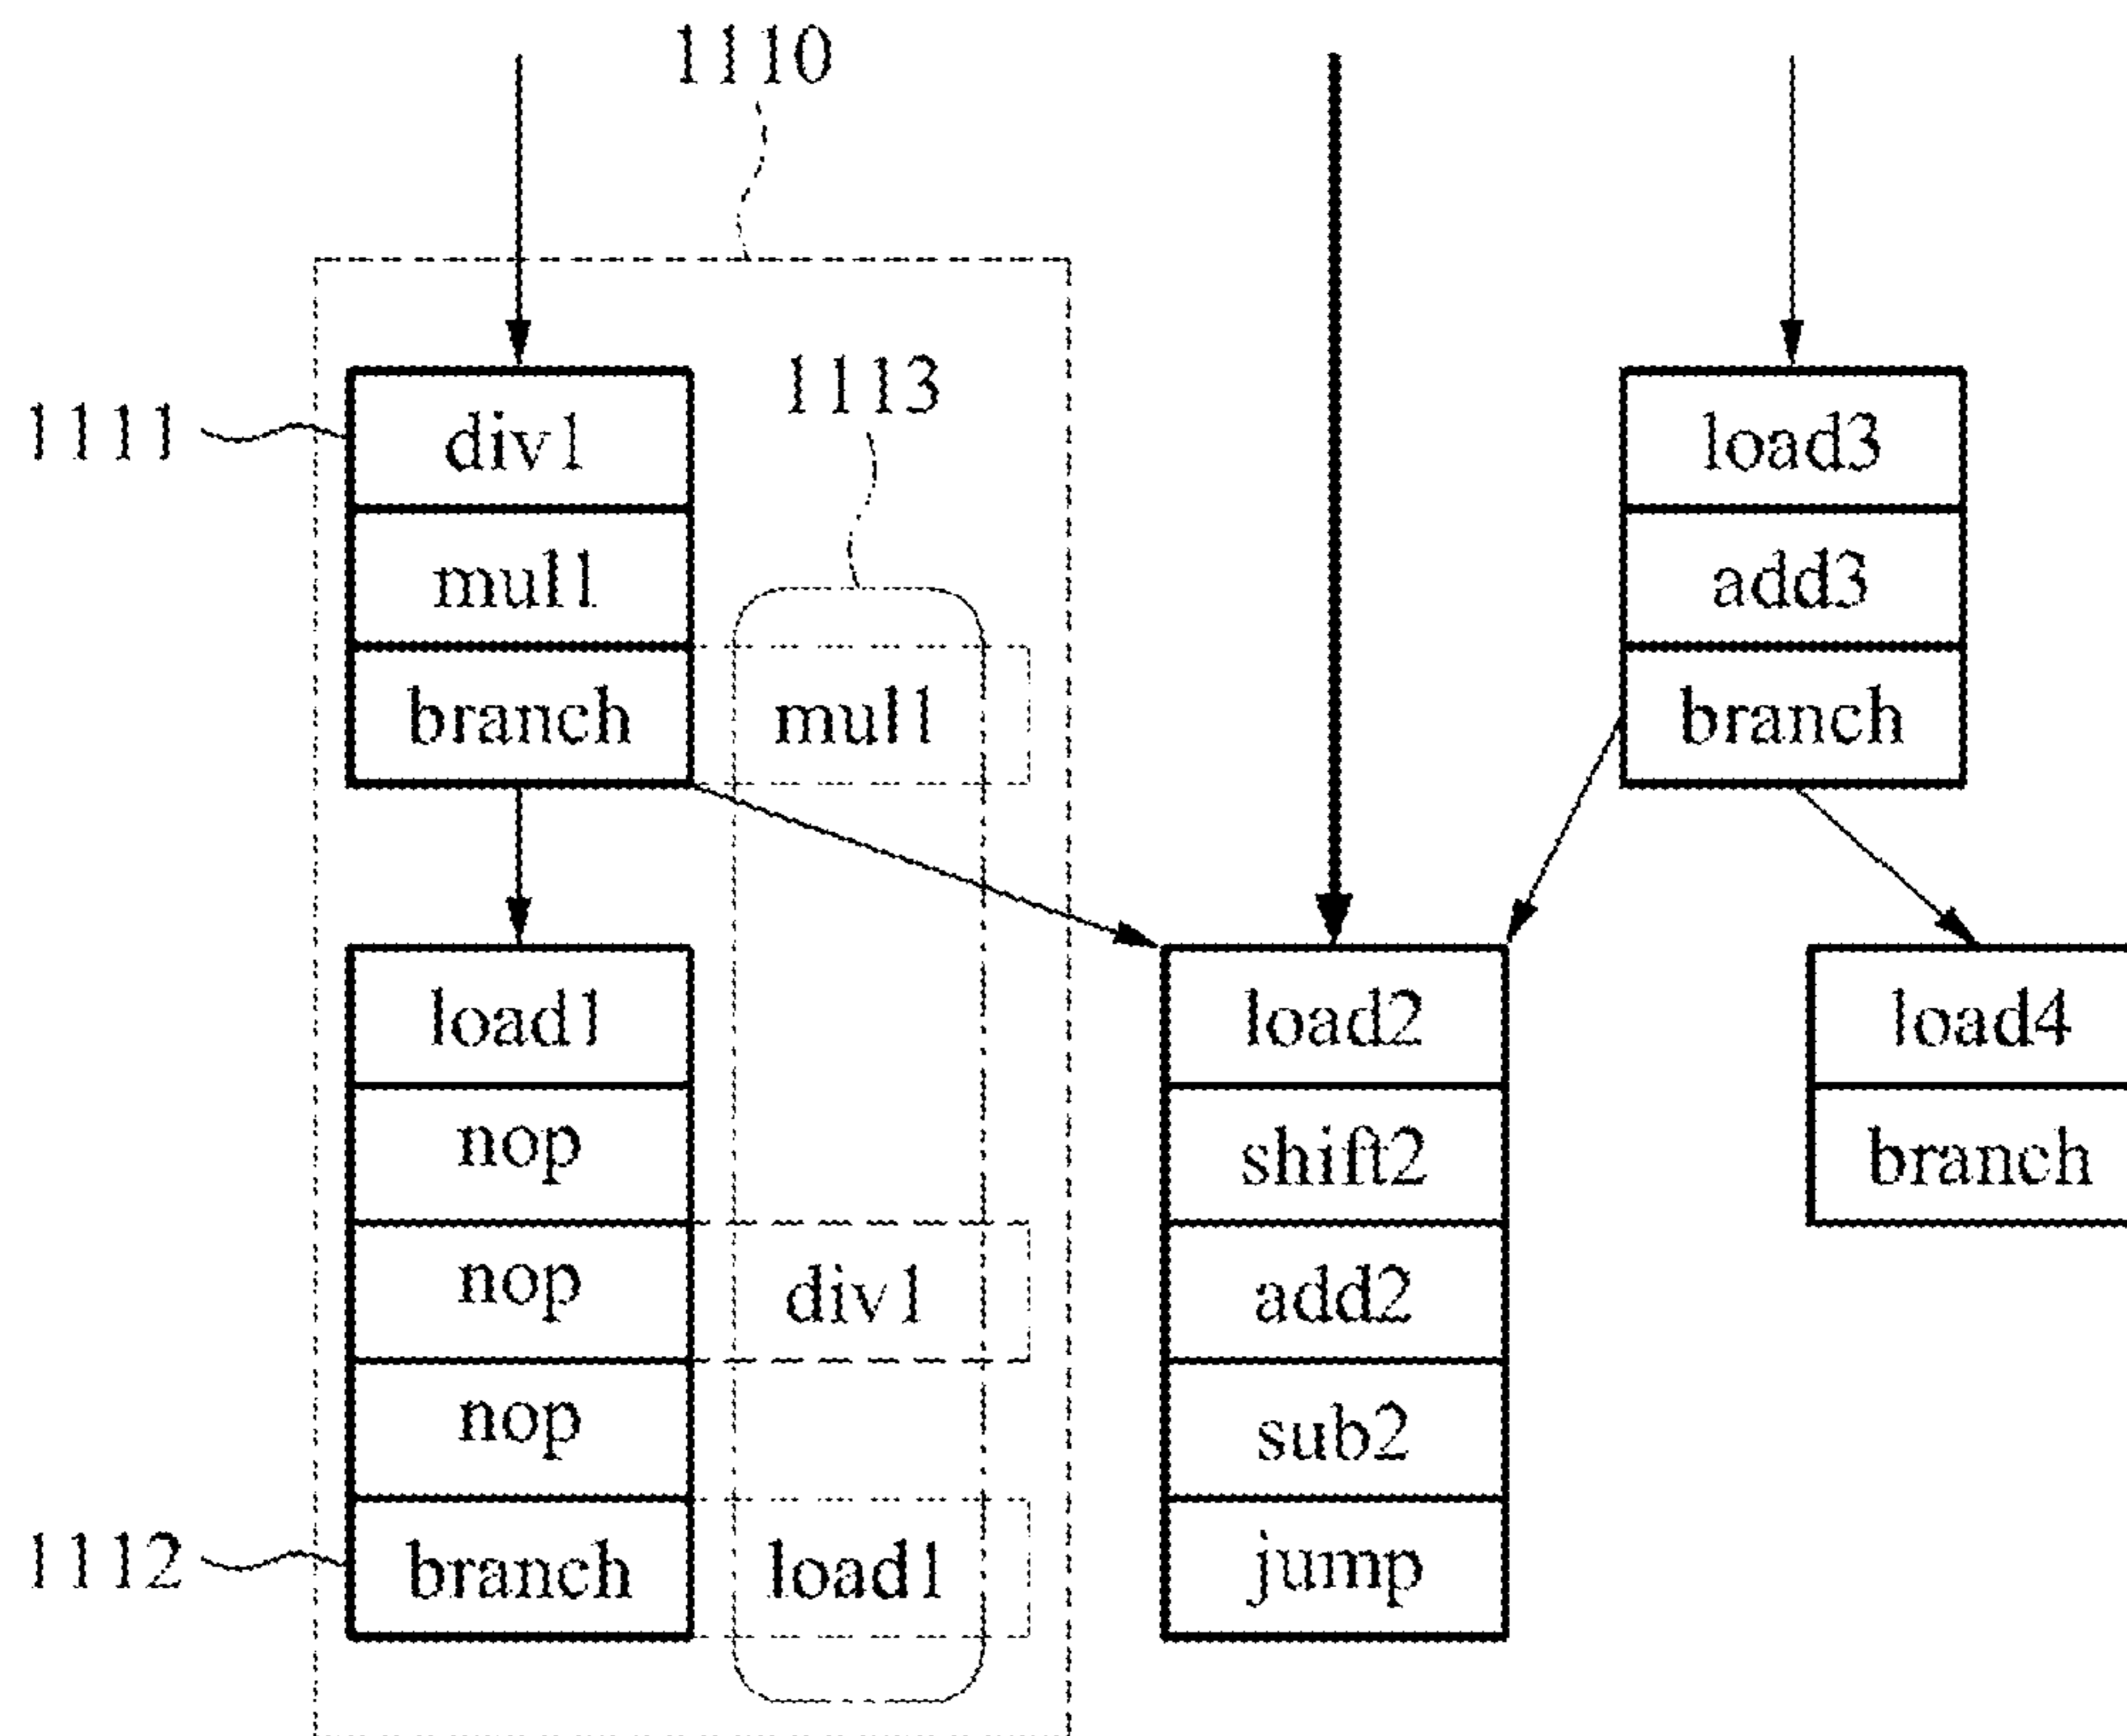 1110
1111
div1
mul1
branch
1113
mul1
load3
add3
branch
load1
nop
nop
div1
nop
1112
branch
load1
load2
shift2
add2
sub2
jump
load4
branch